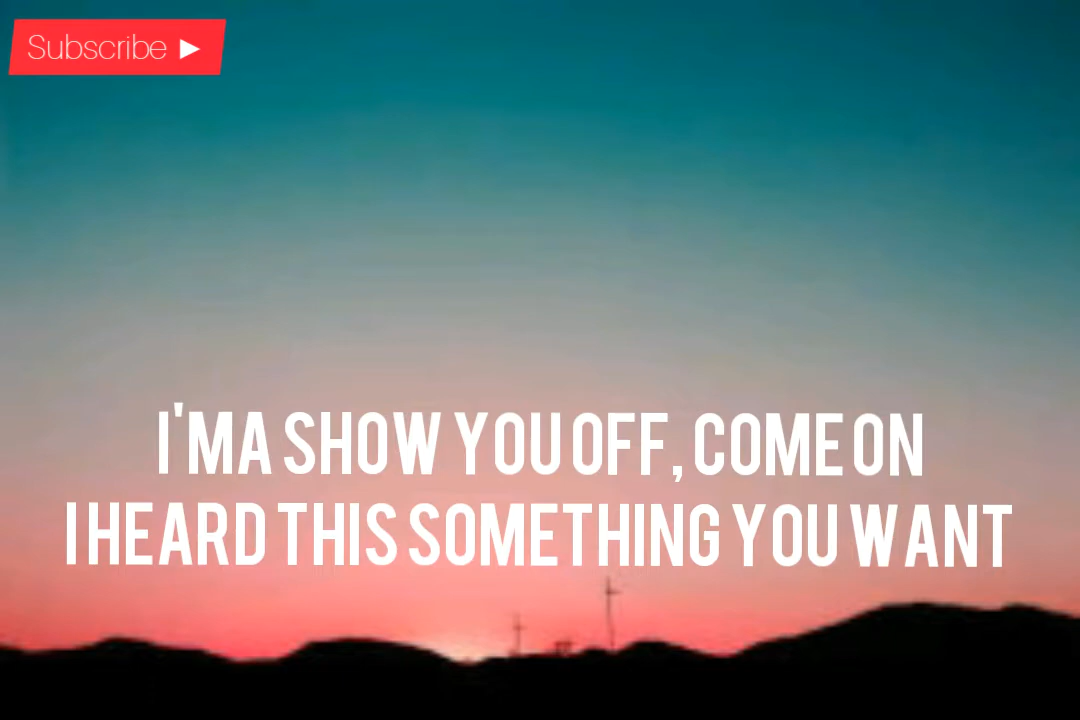 Subscribe ▶
I'MA SHOW YOU OFF, COME ON
I HEARD THIS SOMETHING YOU WANT